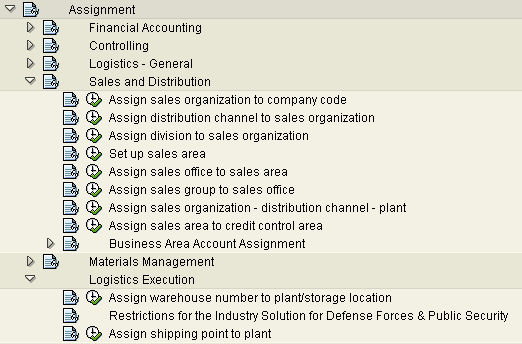 Assignment
Financial Accounting
Controlling
Logistics - General
Sales and Distribution
Assign sales organization to company code
Assign distribution channel to sales organization
Assign division to sales organization
Set up sales area
Assign sales office to sales area
Assign sales group to sales office
Assign sales organization - distribution channel - plant
Assign sales area to credit control area
Business Area Account Assignment
Materials Management
Logistics Execution
Assign warehouse number to plant/storage location
Restrictions for the Industry Solution for Defense Forces & Public Security
Assign shipping point to plant